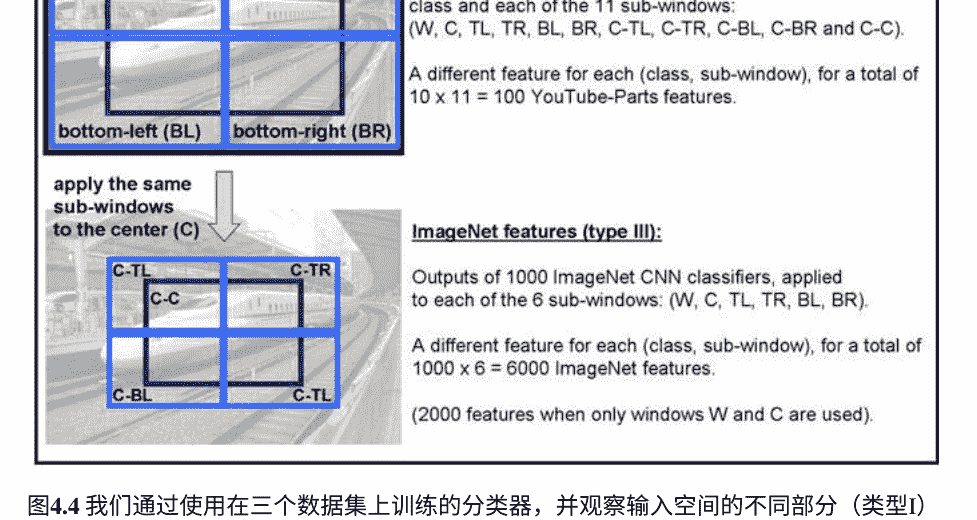 class and each of the 11 sub-windows:
(W, C, TL, TR, BL, BR, C-TL, C-TR, C-BL, C-BR and C-C).
A different feature for each (class, sub-window), for a total of
10 x 11 = 100 YouTube-Parts features.
bottom-left (BL)
bottom-right (BR)
apply the same
sub-windows
to the center (C)
ImageNet features (type III):
C-TL
C-TR
C-C
C-BL
C-TL
Outputs of 1000 ImageNet CNN classifiers, applied
to each of the 6 sub-windows: (W, C, TL, TR, BL, BR).
A different feature for each (class, sub-window), for a total of
1000 x 6 = 6000 ImageNet features.
(2000 features when only windows W and C are used).
图4.4 我们通过使用在三个数据集上训练的分类器，并观察输入空间的不同部分（类型I）